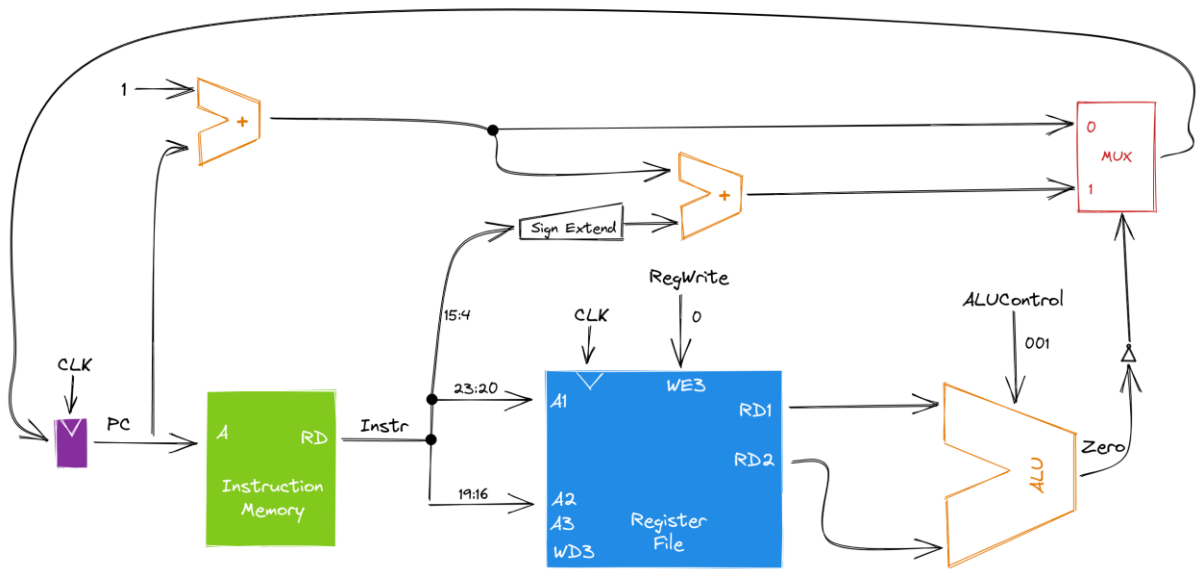 1
+
0
MUX
1
+
Sign Extend
RegWrite
0
ALUControl
001
15:4
CLK
CLK
PC
A
RD
Instruction
Memory
Instr
23:20
19:16
A1
WE3
RD1
RD2
A2
A3
WD3
Register
File
ALU
Zero